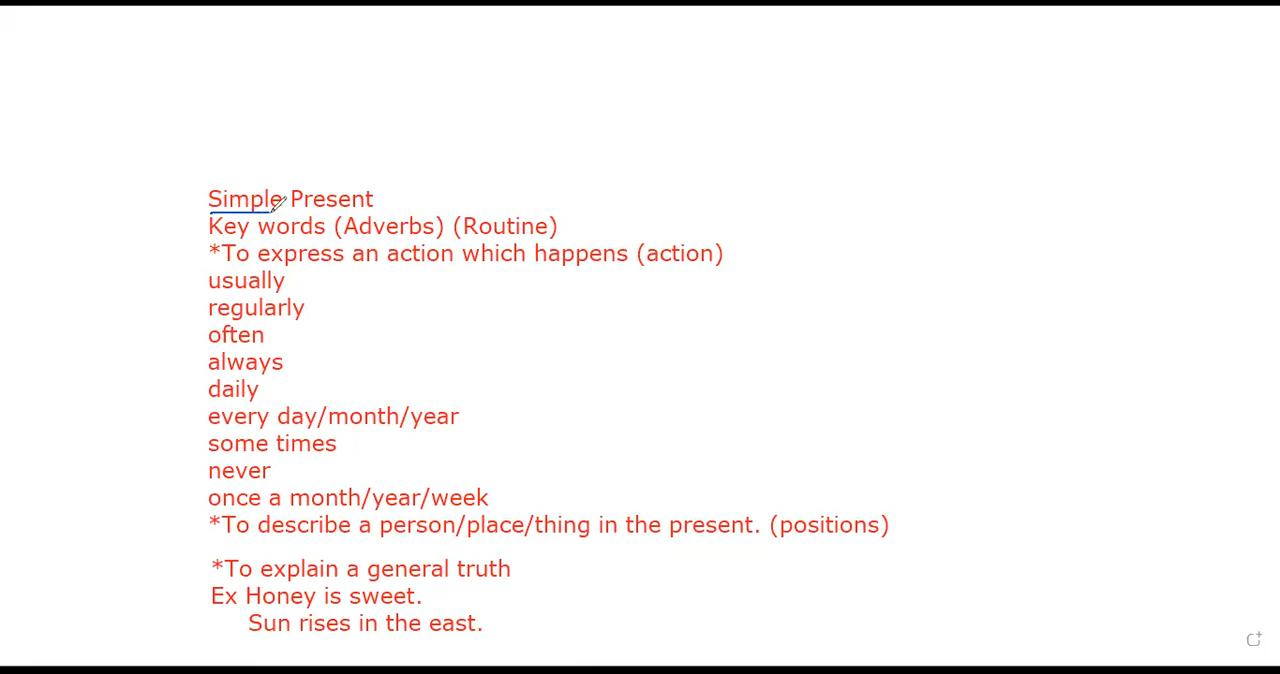 Simple Present
Key words (Adverbs) (Routine)
*To express an action which happens (action)
usually
regularly
often
always
daily
every day/month/year
some times
never
once a month/year/week
*To describe a person/place/thing in the present. (positions)
*To explain a general truth
Ex Honey is sweet.
Sun rises in the east.